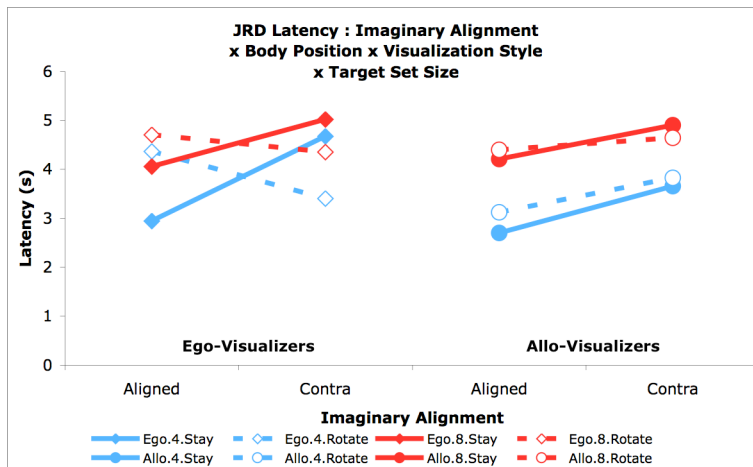 JRD Latency : Imaginary Alignment
x Body Position x Visualization Style
x Target Set Size
6
5
4
3
2
1
0
Latency (s)
Ego-Visualizers
Allo-Visualizers
Aligned
Contra
Aligned
Contra
Imaginary Alignment
Ego.4.Stay
Ego.4.Rotate
Ego.8.Stay
Ego.8.Rotate
Allo.4.Stay
Allo.4.Rotate
Allo.8.Stay
Allo.8.Rotate